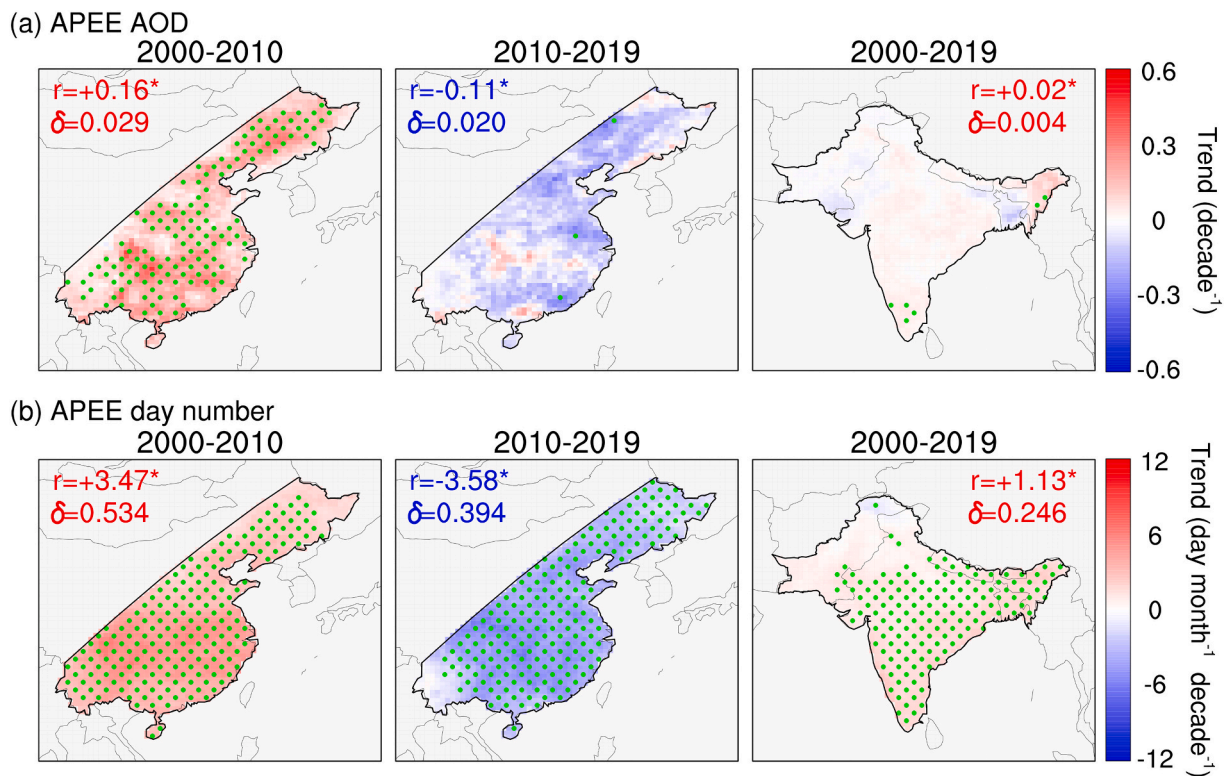 (a) APEE AOD
2000-2010
2010-2019
2000-2019
r=+0.16*
δ=0.029
r=-0.11*
δ=0.020
r=+0.02*
δ=0.004
0.6
0.3
0
-0.3
-0.6
Trend (decade⁻¹)
(b) APEE day number
2000-2010
2010-2019
2000-2019
r=+3.47*
δ=0.534
r=-3.58*
δ=0.394
r=+1.13*
δ=0.246
12
6
0
-6
-12
Trend (day month⁻¹ decade⁻¹)